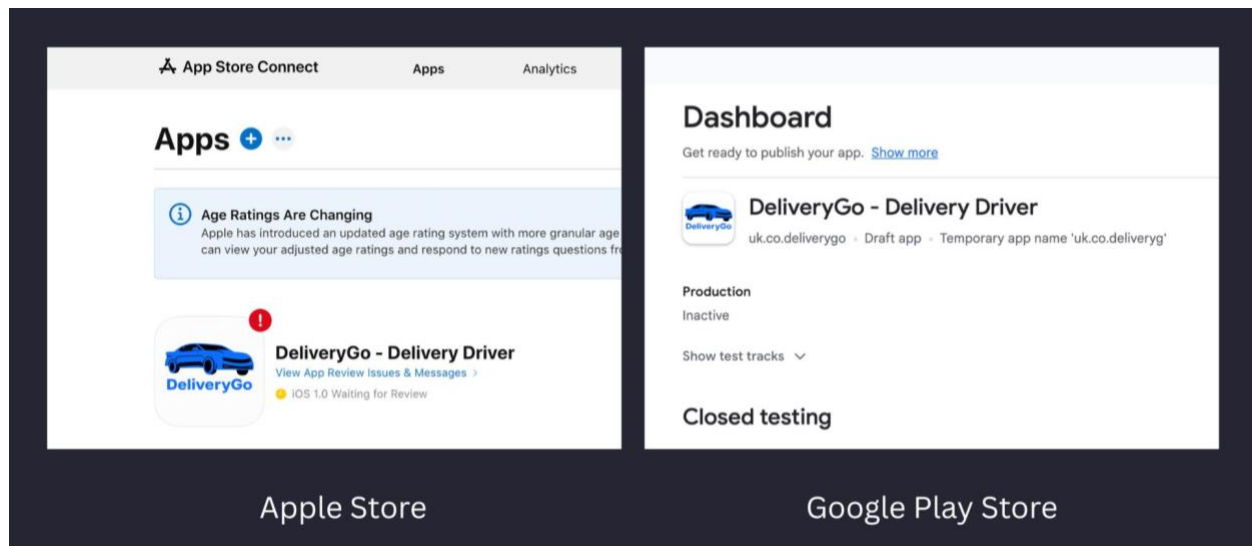 App Store Connect
Apps
Analytics
Apps
Age Ratings Are Changing
Apple has introduced an updated age rating system with more granular age
can view your adjusted age ratings and respond to new ratings questions
DeliveryGo
DeliveryGo - Delivery Driver
View App Review Issues & Messages >
iOS 1.0 Waiting for Review
Apple Store
Dashboard
Get ready to publish your app. Show more
DeliveryGo
DeliveryGo - Delivery Driver
uk.co.deliverygo · Draft app · Temporary app name 'uk.co.deliveryg'
Production
Inactive
Show test tracks
Closed testing
Google Play Store